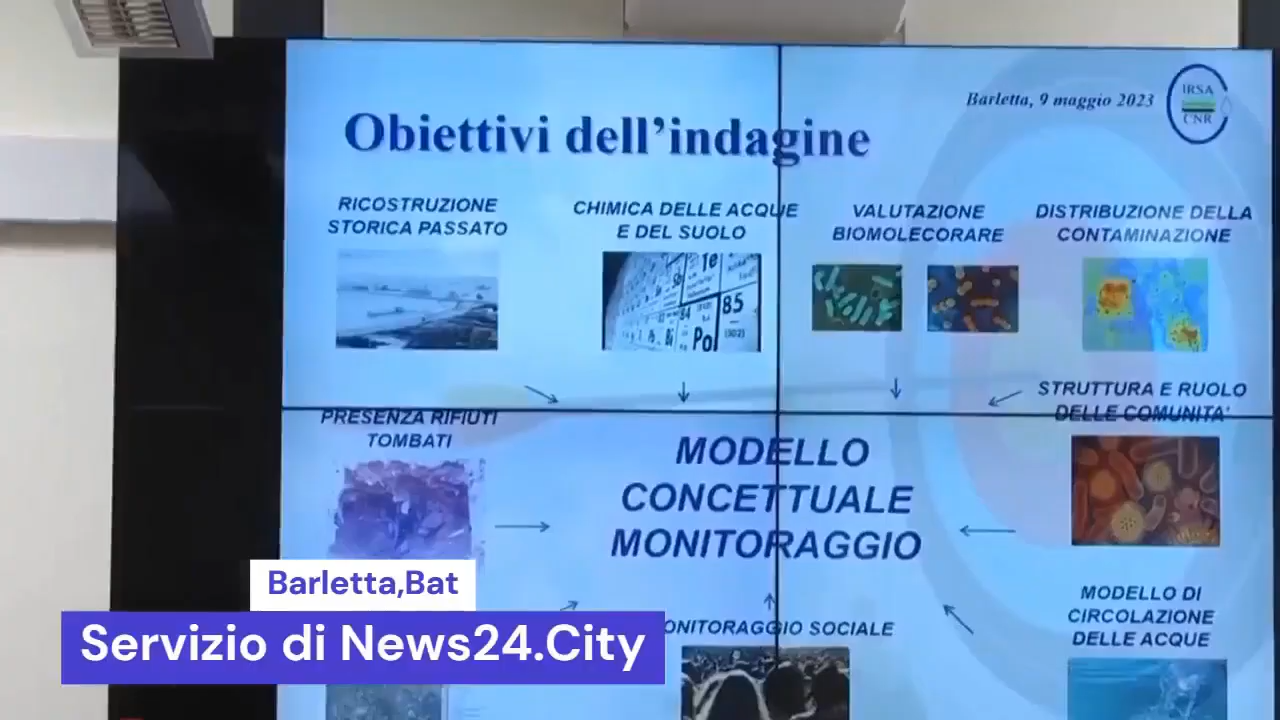 Barletta, 9 maggio 2023
IRSA
CNR
Obiettivi dell'indagine
RICOSTRUZIONE
STORICA PASSATO
CHIMICA DELLE ACQUE
E DEL SUOLO
VALUTAZIONE
BIOMOLECORARE
DISTRIBUZIONE DELLA
CONTAMINAZIONE
Te
85
Po
PRESENZA RIFIUTI
TOMBATI
MODELLO
CONCETTUALE
MONITORAGGIO
STRUTTURA E RUOLO
DELLE COMUNITA'
MODELLO DI
CIRCOLAZIONE
DELLE ACQUE
SOCIALE
Barletta,Bat
Servizio di News24.City